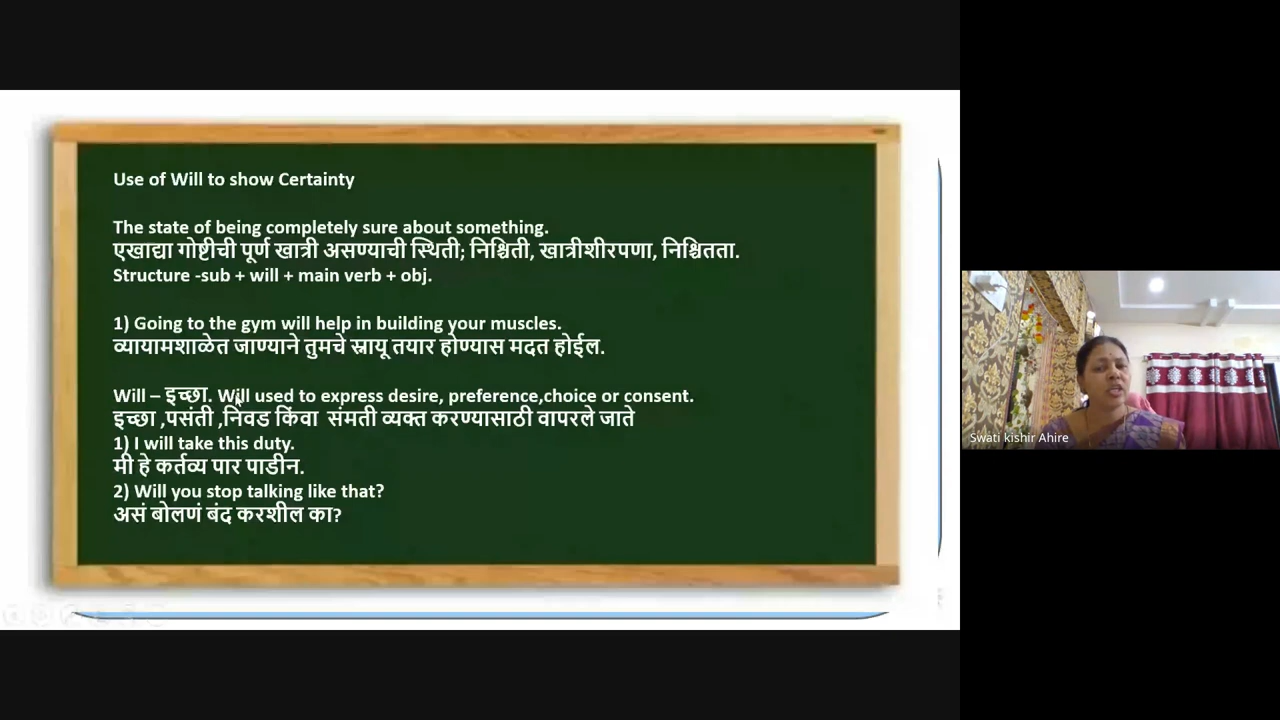 Use of Will to show Certainty
The state of being completely sure about something.
एखाद्या गोष्टीची पूर्ण खात्री असण्याची स्थिती; निश्चिती, खात्रीशीरपणा, निश्चितता.
Structure -sub + will + main verb + obj.
1) Going to the gym will help in building your muscles.
व्यायामशाळेत जाण्याने तुमचे स्नायू तयार होण्यास मदत होईल.
Will – इच्छा. Will used to express desire, preference,choice or consent.
इच्छा ,पसंती ,निवड किंवा संमती व्यक्त करण्यासाठी वापरले जाते
1) I will take this duty.
मी हे कर्तव्य पार पाडीन.
2) Will you stop talking like that?
असं बोलणं बंद करशील का?
Swati kishir Ahire